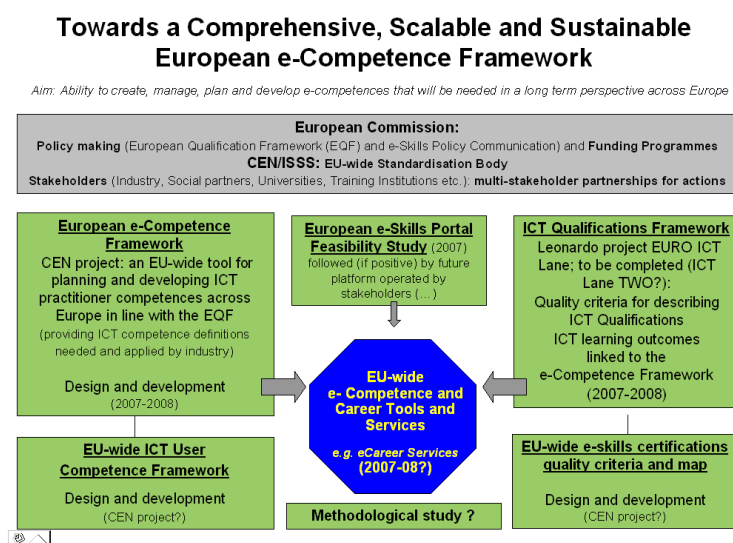 Towards a Comprehensive, Scalable and Sustainable
European e-Competence Framework
Aim: Ability to create, manage, plan and develop e-competences that will be needed in a long term perspective across Europe
European Commission:
Policy making (European Qualification Framework (EQF) and e-Skills Policy Communication) and Funding Programmes
CEN/ISSS: EU-wide Standardisation Body
Stakeholders (Industry, Social partners, Universities, Training Institutions etc.): multi-stakeholder partnerships for actions
European e-Competence
Framework
CEN project: an EU-wide tool for
planning and developing ICT
practitioner competences across
Europe in line with the EQF
(providing ICT competence definitions
needed and applied by industry)
Design and development
(2007-2008)
European e-Skills Portal
Feasibility Study (2007)
followed (if positive) by future
platform operated by
stakeholders (…)
ICT Qualifications Framework
Leonardo project EURO ICT
Lane; to be completed (ICT
Lane TWO?):
Quality criteria for describing
ICT Qualifications
ICT learning outcomes
linked to the
e-Competence Framework
(2007-2008)
EU-wide
e- Competence and
Career Tools and
Services
e.g. eCareer Services
(2007-08?)
EU-wide ICT User
Competence Framework
Design and development
(CEN project?)
Methodological study ?
EU-wide e-skills certifications
quality criteria and map
Design and development
(CEN project?)